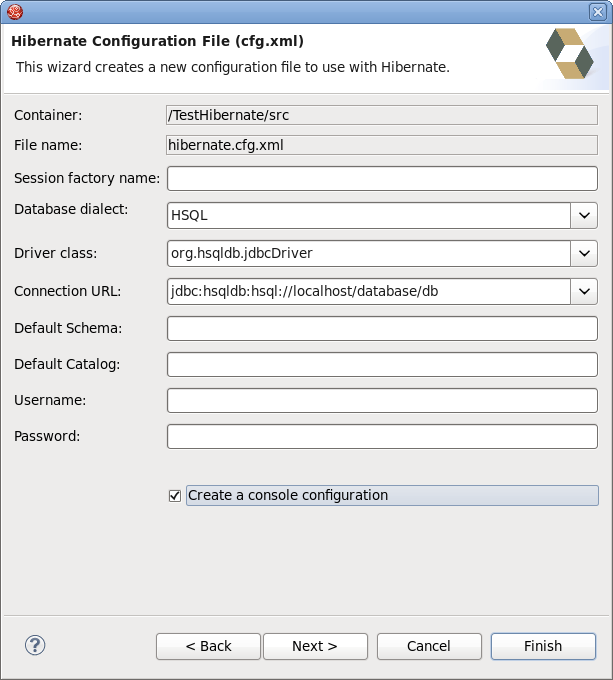 Hibernate Configuration File (cfg.xml)
This wizard creates a new configuration file to use with Hibernate.
Container: /TestHibernate/src
File name: hibernate.cfg.xml
Session factory name:
Database dialect: HSQL
Driver class: org.hsqldb.jdbcDriver
Connection URL: jdbc:hsqldb:hsql://localhost/database/db
Default Schema:
Default Catalog:
Username:
Password:
Create a console configuration
? < Back Next > Cancel Finish